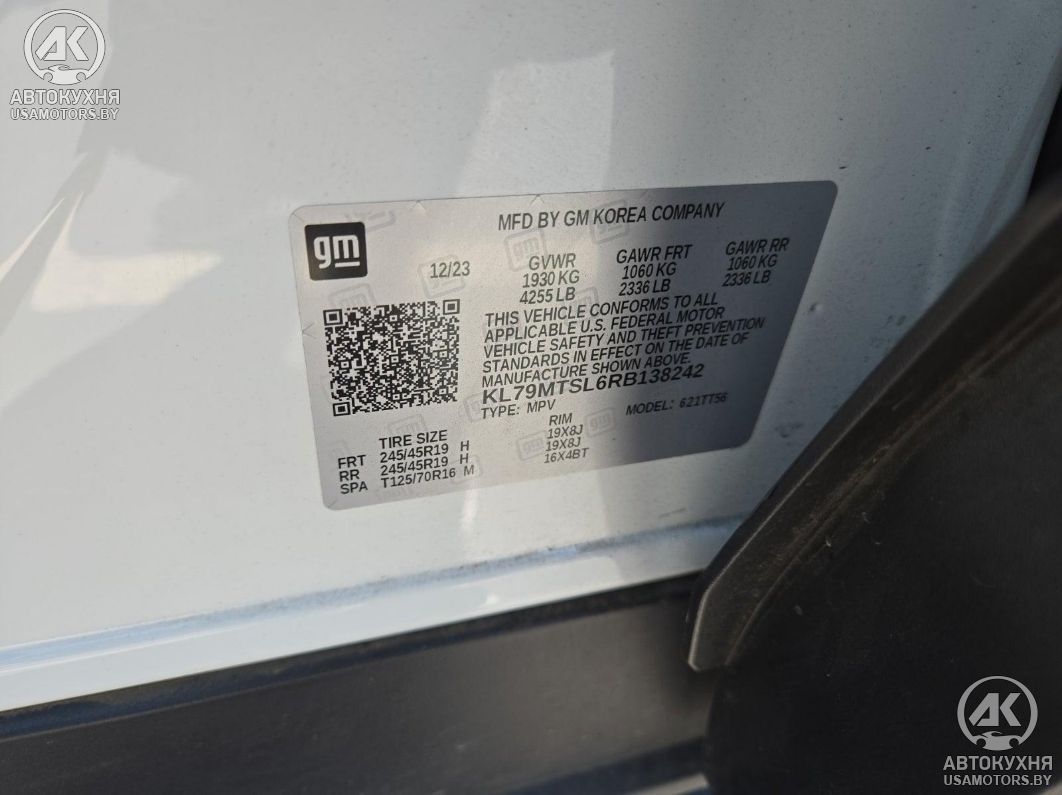 АК
АВТОКУХНЯ
USAMOTORS.BY
gm
MFD BY GM KOREA COMPANY
12/23
GVWR GAWR FRT GAWR RR
1930 KG 1060 KG 1060 KG
4255 LB 2336 LB 2336 LB
THIS VEHICLE CONFORMS TO ALL
APPLICABLE U.S. FEDERAL MOTOR
VEHICLE SAFETY AND THEFT PREVENTION
STANDARDS IN EFFECT ON THE DATE OF
MANUFACTURE SHOWN ABOVE.
KL79MTSL6RB138242
TYPE: MPV MODEL: 621TT56
TIRE SIZE RIM
FRT 245/45R19 H 19X8J
RR 245/45R19 H 19X8J
SPA T125/70R16 M 16X4BT
АК
АВТОКУХНЯ
USAMOTORS.BY